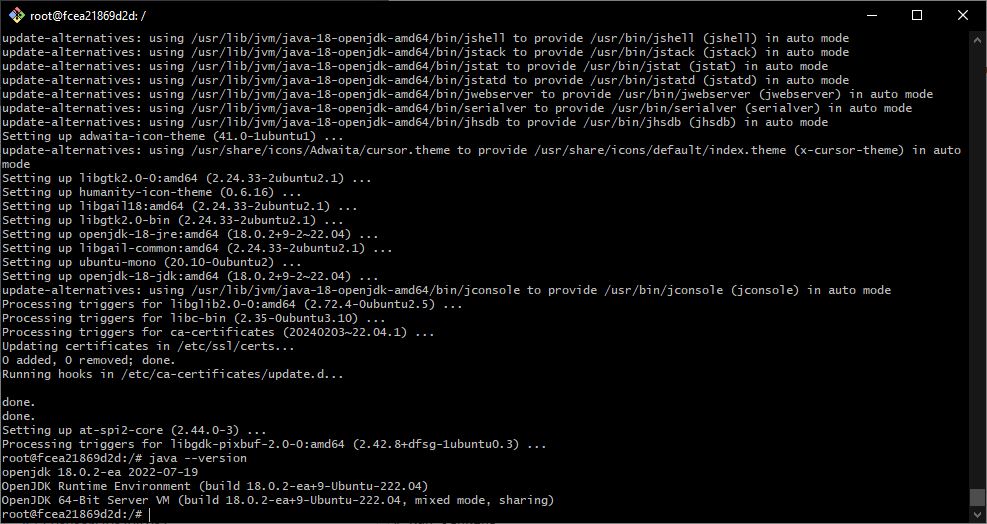 root@fcea21869d2d: /
update-alternatives: using /usr/lib/jvm/java-18-openjdk-amd64/bin/jshell to provide /usr/bin/jshell (jshell) in auto mode
update-alternatives: using /usr/lib/jvm/java-18-openjdk-amd64/bin/jstack to provide /usr/bin/jstack (jstack) in auto mode
update-alternatives: using /usr/lib/jvm/java-18-openjdk-amd64/bin/jstat to provide /usr/bin/jstat (jstat) in auto mode
update-alternatives: using /usr/lib/jvm/java-18-openjdk-amd64/bin/jstatd to provide /usr/bin/jstatd (jstatd) in auto mode
update-alternatives: using /usr/lib/jvm/java-18-openjdk-amd64/bin/jwebserver to provide /usr/bin/jwebserver (jwebserver) in auto mode
update-alternatives: using /usr/lib/jvm/java-18-openjdk-amd64/bin/serialver to provide /usr/bin/serialver (serialver) in auto mode
update-alternatives: using /usr/lib/jvm/java-18-openjdk-amd64/bin/jhsdb to provide /usr/bin/jhsdb (jhsdb) in auto mode
Setting up adwaita-icon-theme (41.0-1ubuntu1) ...
update-alternatives: using /usr/share/icons/Adwaita/cursor.theme to provide /usr/share/icons/default/index.theme (x-cursor-theme) in auto
mode
Setting up libgtk2.0-0:amd64 (2.24.33-2ubuntu2.1) ...
Setting up humanity-icon-theme (0.6.16) ...
Setting up libgail18:amd64 (2.24.33-2ubuntu2.1) ...
Setting up libgtk2.0-bin (2.24.33-2ubuntu2.1) ...
Setting up openjdk-18-jre:amd64 (18.0.2+9-2~22.04) ...
Setting up libgail-common:amd64 (2.24.33-2ubuntu2.1) ...
Setting up ubuntu-mono (20.10-0ubuntu2) ...
Setting up openjdk-18-jdk:amd64 (18.0.2+9-2~22.04) ...
update-alternatives: using /usr/lib/jvm/java-18-openjdk-amd64/bin/jconsole to provide /usr/bin/jconsole (jconsole) in auto mode
Processing triggers for libglib2.0-0:amd64 (2.72.4-0ubuntu2.5) ...
Processing triggers for libc-bin (2.35-0ubuntu3.10) ...
Processing triggers for ca-certificates (20240203~22.04.1) ...
Updating certificates in /etc/ssl/certs...
0 added, 0 removed; done.
Running hooks in /etc/ca-certificates/update.d...
done.
done.
Setting up at-spi2-core (2.44.0-3) ...
Processing triggers for libgdk-pixbuf-2.0-0:amd64 (2.42.8+dfsg-1ubuntu0.3) ...
root@fcea21869d2d:/# java --version
openjdk 18.0.2-ea 2022-07-19
OpenJDK Runtime Environment (build 18.0.2-ea+9-Ubuntu-222.04)
OpenJDK 64-Bit Server VM (build 18.0.2-ea+9-Ubuntu-222.04, mixed mode, sharing)
root@fcea21869d2d:/#